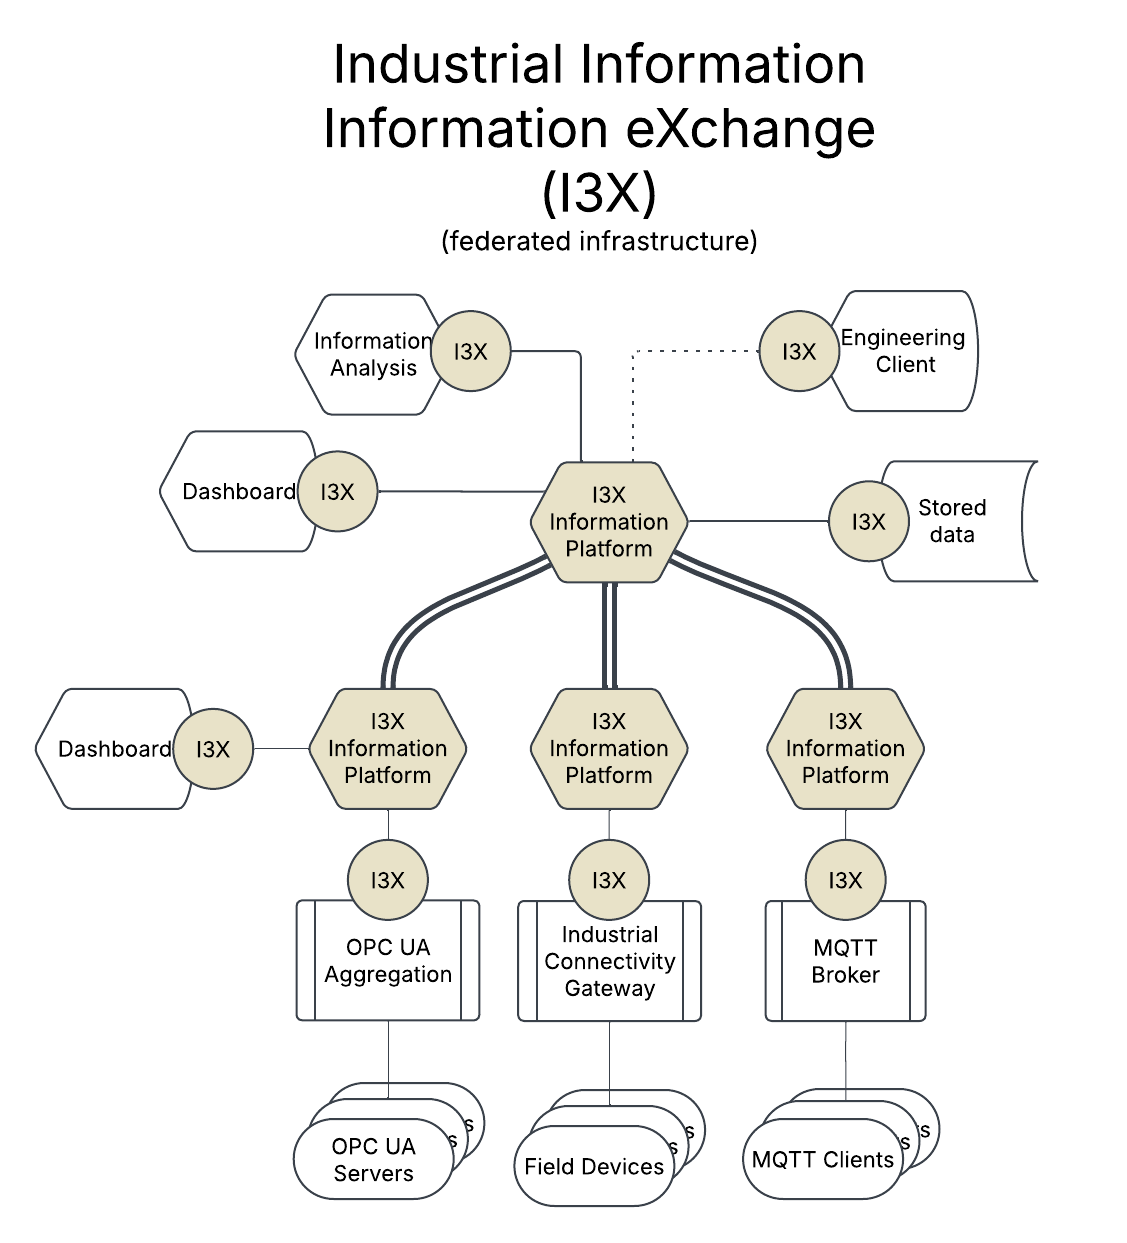 Industrial Information
Information eXchange
(I3X)
(federated infrastructure)
Information
Analysis
I3X
I3X
Engineering
Client
Dashboard
I3X
I3X
Information
Platform
I3X
Stored
data
Dashboard
I3X
I3X
Information
Platform
I3X
Information
Platform
I3X
Information
Platform
I3X
I3X
I3X
OPC UA
Aggregation
Industrial
Connectivity
Gateway
MQTT
Broker
OPC UA
Servers
s
s
Field Devices
s
s
MQTT Clients
s
rs